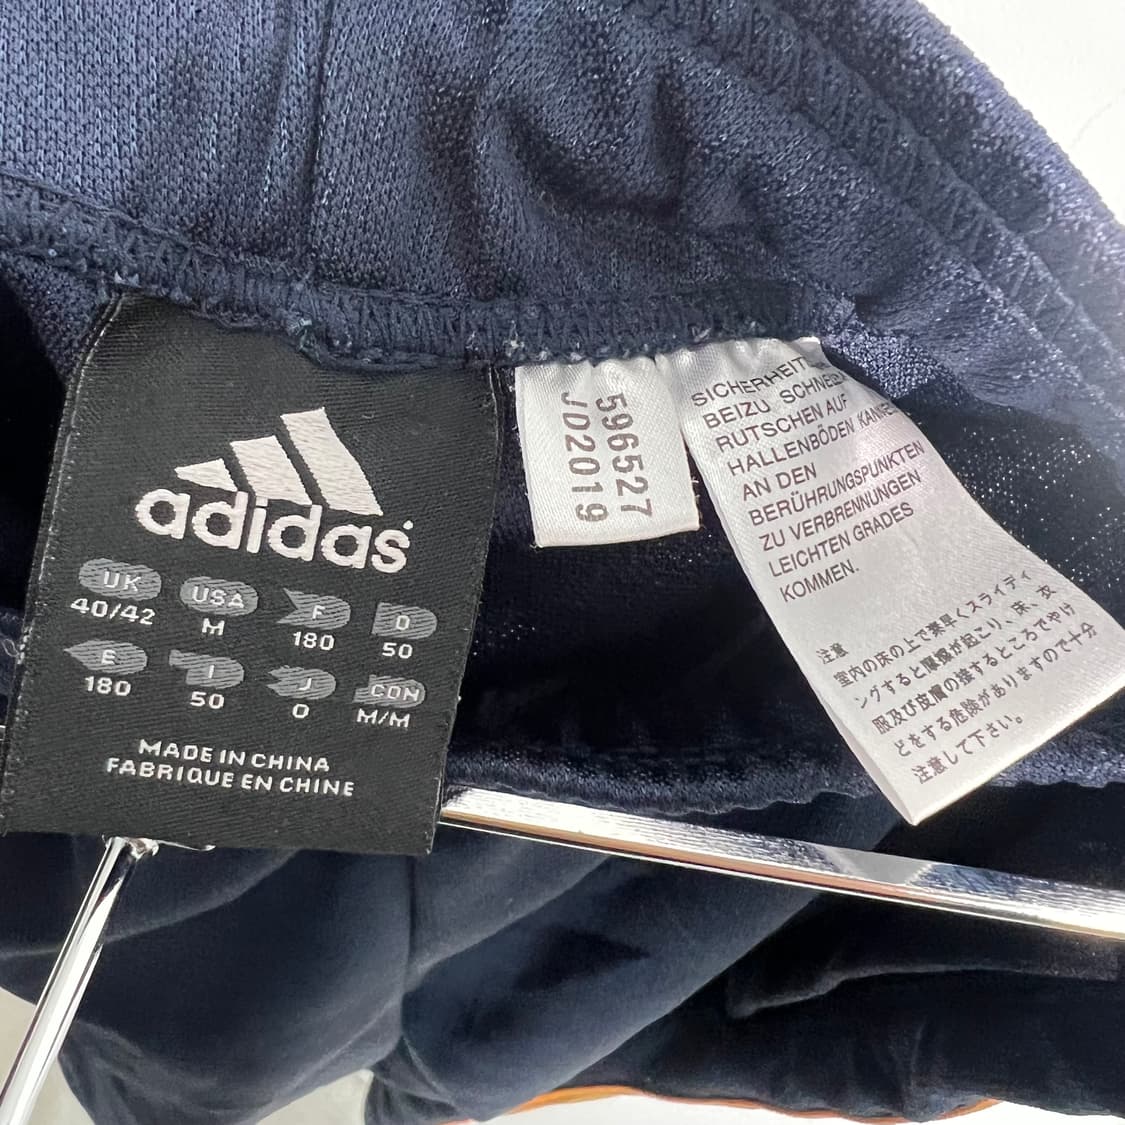 adidas
UK USA F D
40/42 M 180 50
E I J CON
180 50 O M/M
MADE IN CHINA
FABRIQUE EN CHINE
596527
JD2019
BEIZU
RUTSCHEN AUF
HALLENBÖDEN
AN DEN
BERÜHRUNGSPUNKTEN
ZU VERBRENNUNGEN
LEICHTEN GRADES
KOMMEN.
注意
室内の床の上で素早くスライディ
ングすると摩擦が起こり、床、衣
服及び皮膚の接するところでやけ
どをする危険がありますので十分
注意して下さい。